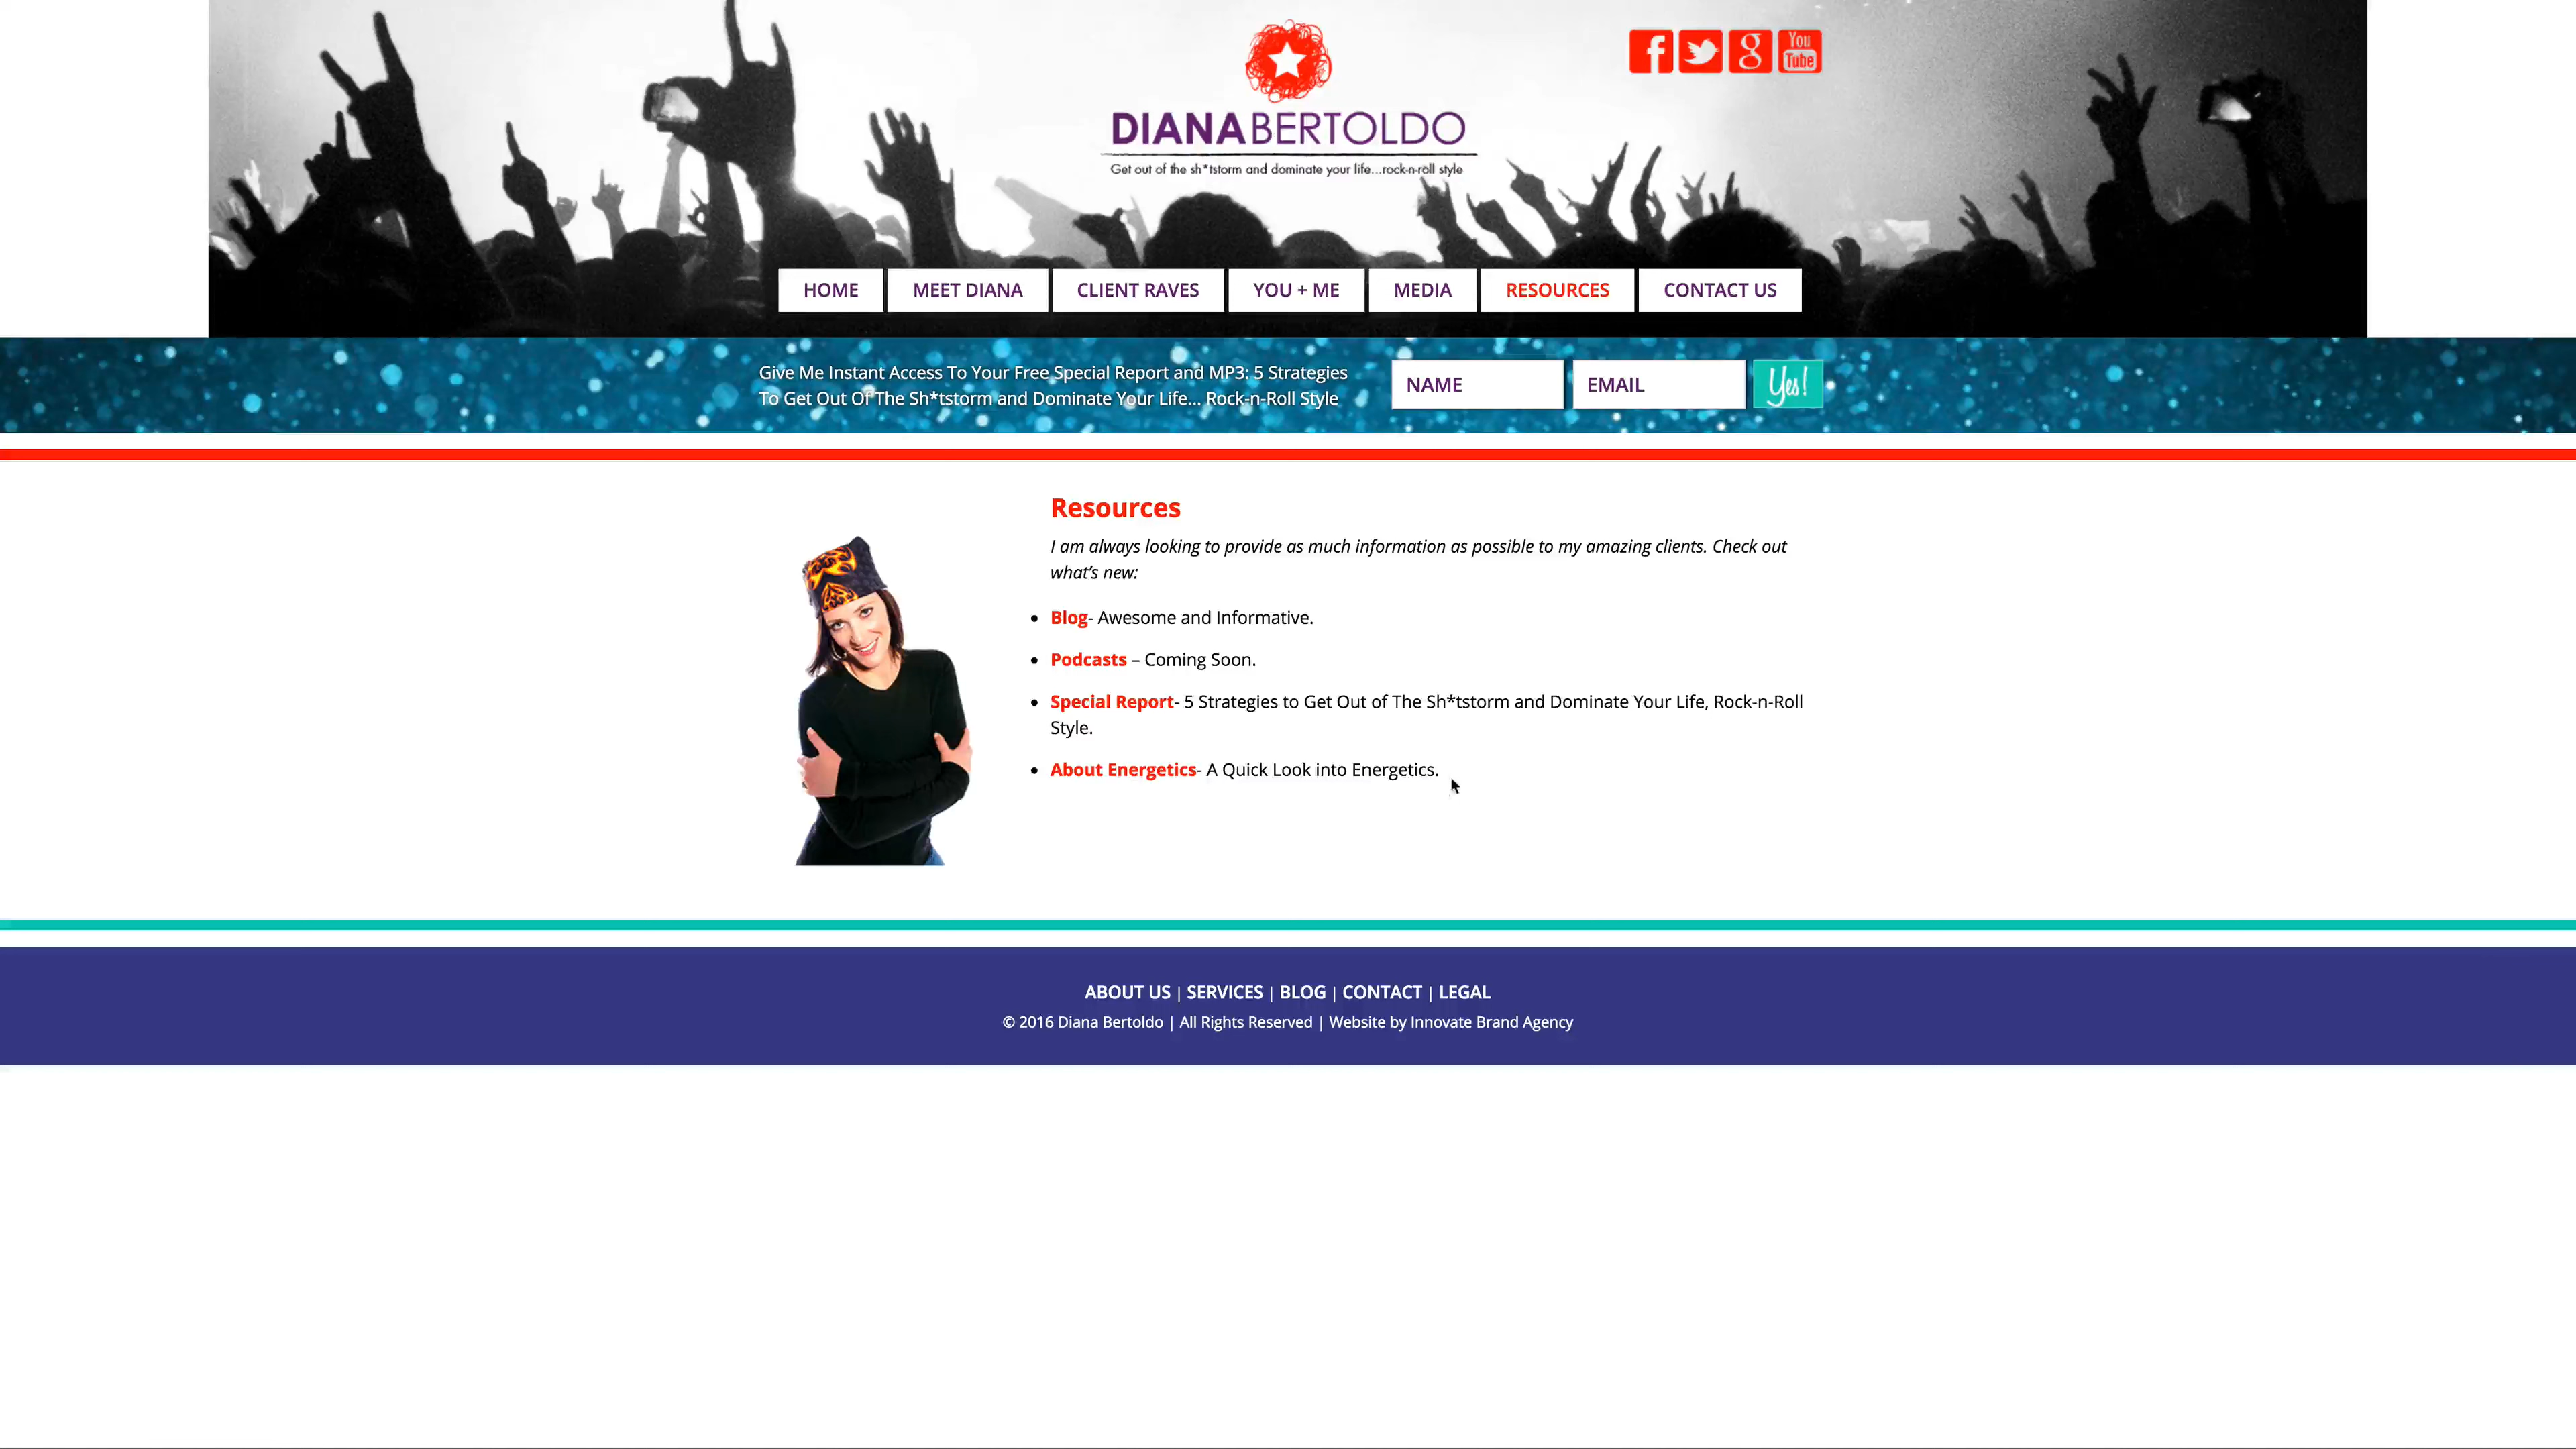 You
Tube
DIANABERTOLDO
Get out of the sh*tstorm and dominate your life...rock-n-roll style
HOME
MEET DIANA
CLIENT RAVES
YOU + ME
MEDIA
RESOURCES
CONTACT US
Give Me Instant Access To Your Free Special Report and MP3: 5 Strategies
To Get Out Of The Sh*tstorm and Dominate Your Life... Rock-n-Roll Style
NAME
EMAIL
Yes!
Resources
I am always looking to provide as much information as possible to my amazing clients. Check out
what's new:
Blog- Awesome and Informative.
Podcasts – Coming Soon.
Special Report- 5 Strategies to Get Out of The Sh*tstorm and Dominate Your Life, Rock-n-Roll
Style.
About Energetics- A Quick Look into Energetics.
ABOUT US | SERVICES | BLOG | CONTACT | LEGAL
© 2016 Diana Bertoldo | All Rights Reserved | Website by Innovate Brand Agency